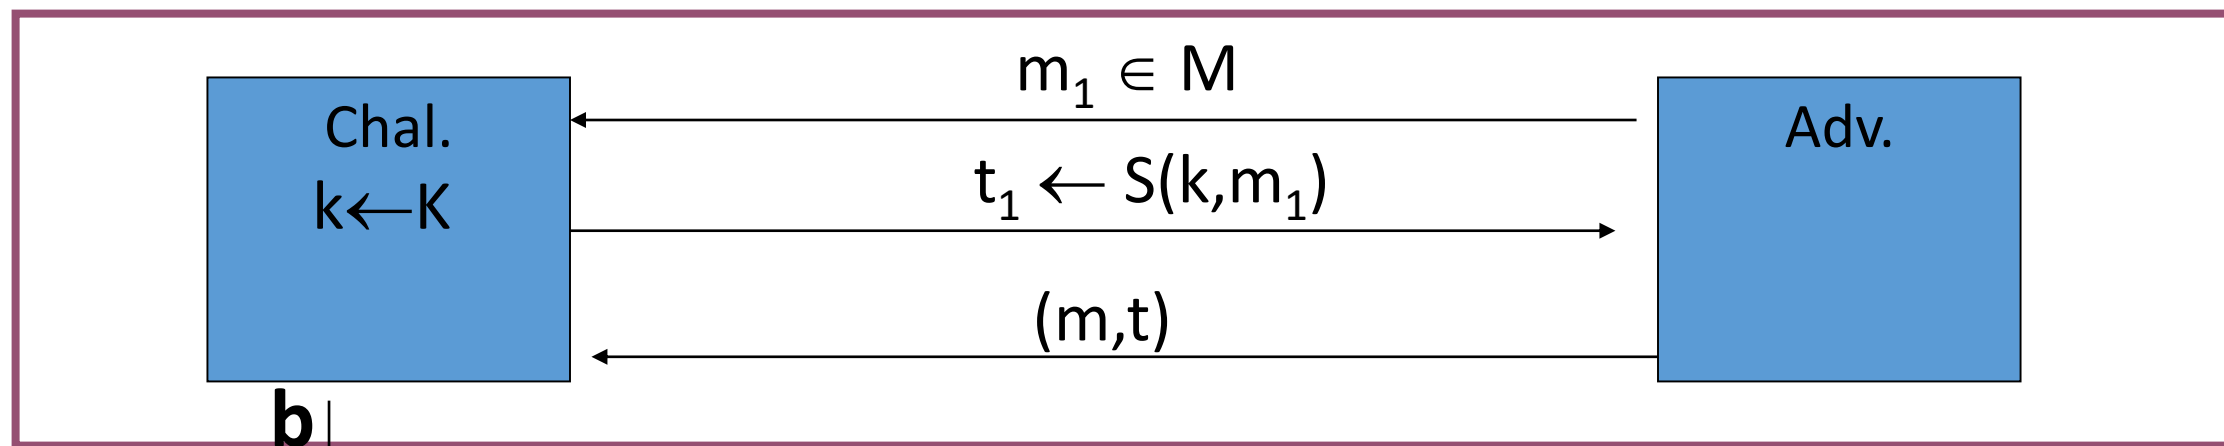 m₁ ∈ M
Chal.
Adv.
t₁ ← S(k,m₁)
k←K
(m,t)
b